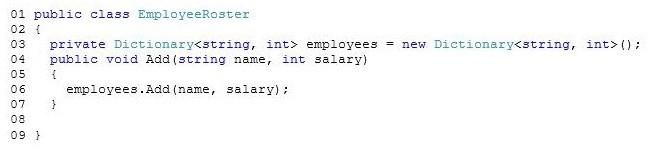 01 public class EmployeeRoster
02 {
03   private Dictionary<string, int> employees = new Dictionary<string, int>();
04   public void Add(string name, int salary)
05   {
06     employees.Add(name, salary);
07   }
08
09 }